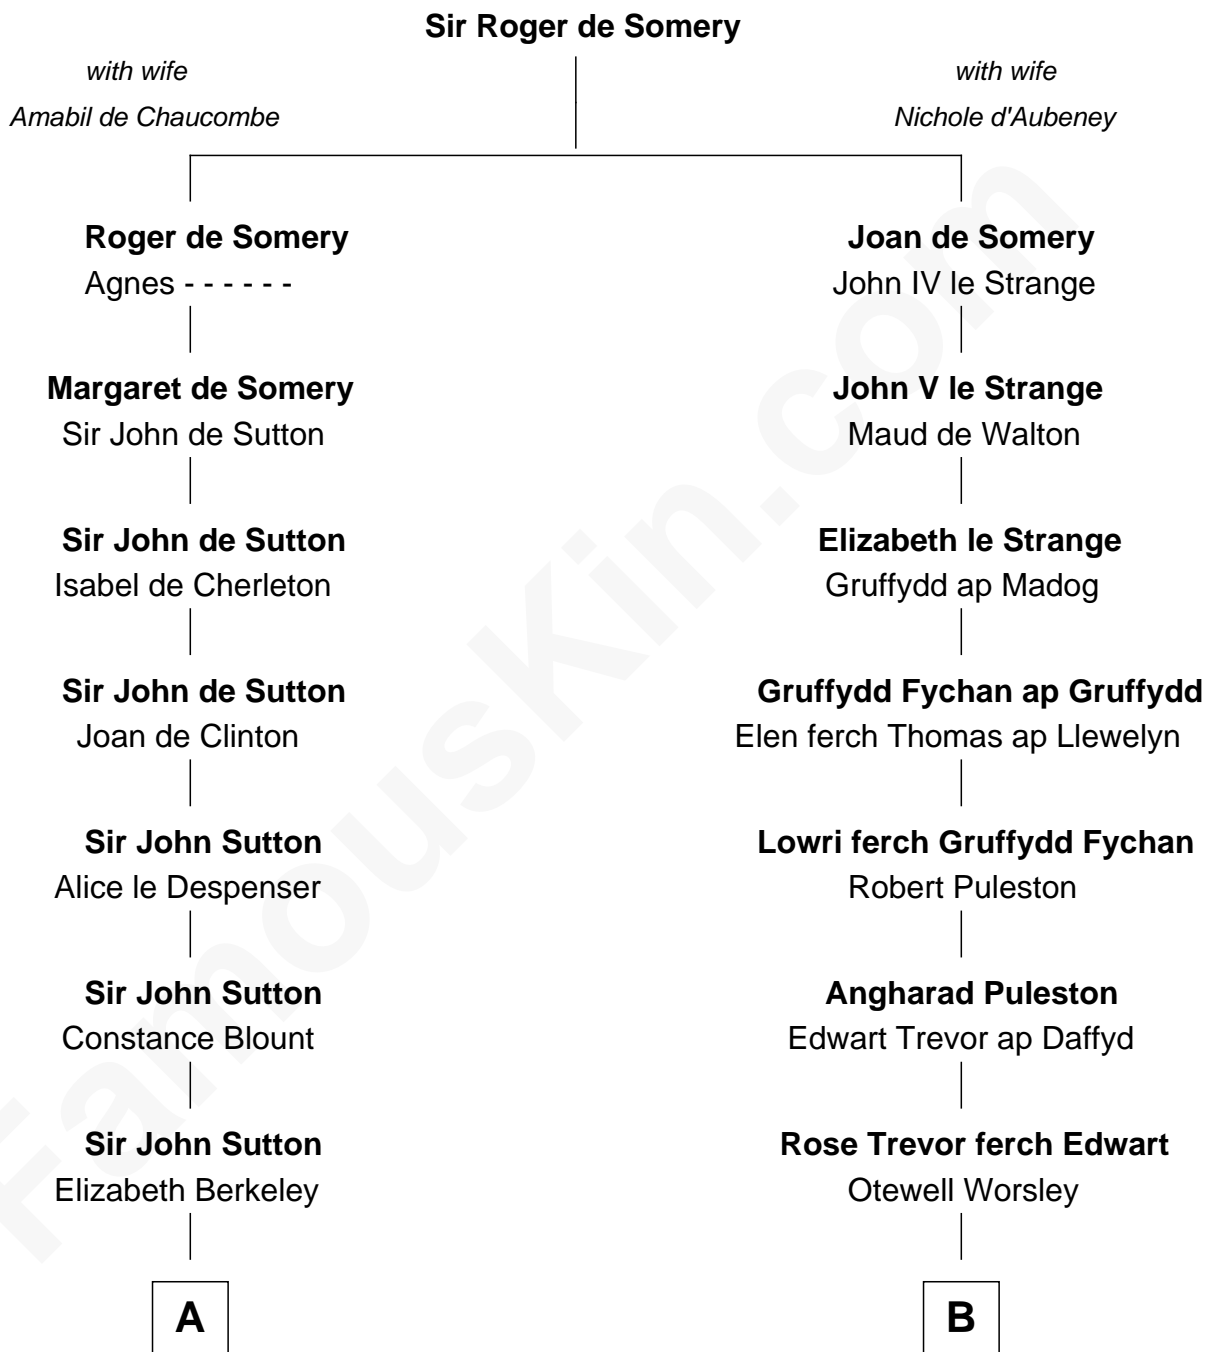 Sir Roger de Somery
with wife
Amabil de Chaucombe
with wife
Nichole d'Aubeney
Roger de Somery
Agnes - - - - - -
Joan de Somery
John IV le Strange
Margaret de Somery
Sir John de Sutton
John V le Strange
Maud de Walton
Sir John de Sutton
Isabel de Cherleton
Elizabeth le Strange
Gruffydd ap Madog
Sir John de Sutton
Joan de Clinton
Gruffydd Fychan ap Gruffydd
Elen ferch Thomas ap Llewelyn
Sir John Sutton
Alice le Despenser
Lowri ferch Gruffydd Fychan
Robert Puleston
Sir John Sutton
Constance Blount
Angharad Puleston
Edwart Trevor ap Daffyd
Sir John Sutton
Elizabeth Berkeley
Rose Trevor ferch Edwart
Otewell Worsley
A
B
FamousKin.com